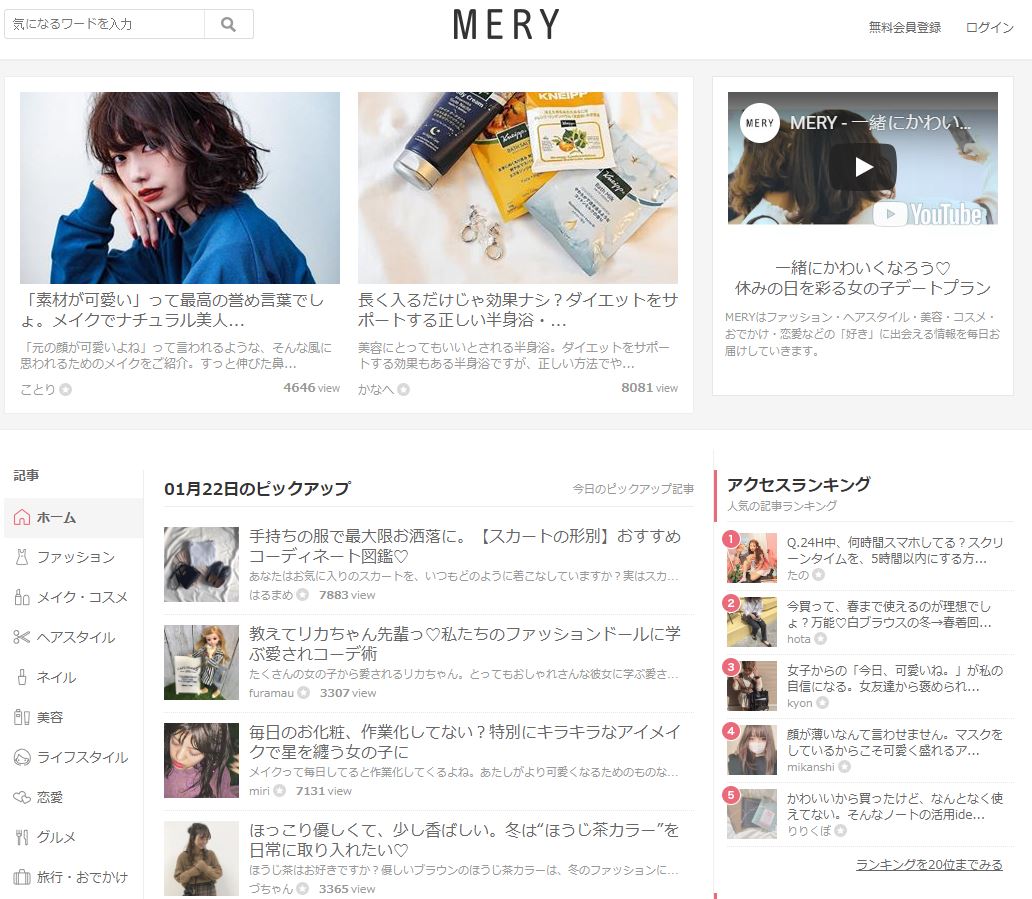 気になるワードを入力
MERY
無料会員登録
ログイン
「素材が可愛い」って最高の誉め言葉でし
ょ。メイクでナチュラル美人...
「元の顔が可愛いよね」って言われるような、そんな風に
思われるためのメイクをご紹介。すっと伸びた鼻...
ことり
4646 view
KNEIPP
Kneipp
BATH SALT
Kneipp
BATH MILK
長く入るだけじゃ効果ナシ？ダイエットをサ
ポートする正しい半身浴・...
美容にとってもいいとされる半身浴。ダイエットをサポー
トする効果もある半身浴ですが、正しい方法でや...
かなへ
8081 view
MERY
MERY - 一緒にかわい...
YouTube
一緒にかわいくなろう♡
休みの日を彩る女の子デートプラン
MERYはファッション・ヘアスタイル・美容・コスメ・
おでかけ・恋愛などの「好き」に出会える情報を毎日お
届けしていきます。
記事
ホーム
ファッション
メイク・コスメ
ヘアスタイル
ネイル
美容
ライフスタイル
恋愛
グルメ
旅行・おでかけ
01月22日のピックアップ
今日のピックアップ記事
手持ちの服で最大限お洒落に。【スカートの形別】おすすめ
コーディネート図鑑♡
あなたはお気に入りのスカートを、いつもどのように着こなしていますか？実はスカ...
はるまめ
7883 view
教えてリカちゃん先輩っ♡私たちのファッションドールに学
ぶ愛されコーデ術
たくさんの女の子から愛されるリカちゃん。とってもおしゃれさんな彼女に学ぶ愛さ...
furamau
3307 view
毎日のお化粧、作業化してない？特別にキラキラなアイメイ
クで星を纏う女の子に
メイクって毎日してると作業化してくるよね。あたしがより可愛くなるためのものな...
miri
7131 view
ほっこり優しくて、少し香ばしい。冬は“ほうじ茶カラー”を
日常に取り入れたい♡
ほうじ茶はお好きですか？優しいブラウンのほうじ茶カラーは、冬のファッションに...
づちゃん
3365 view
アクセスランキング
人気の記事ランキング
1
Q.24H中、何時間スマホしてる？スクリ
ーンタイムを、5時間以内にする方...
たの
2
今買って、春まで使えるのが理想でし
ょ？万能♡白ブラウスの冬→春着回...
hota
3
女子からの「今日、可愛いね。」が私の
自信になる。女友達から褒められ...
kyon
4
顔が薄いなんて言わせません。マスクを
しているからこそ可愛く盛れるア...
mikanshi
5
かわいいから買ったけど、なんとなく使
えてない。そんなノートの活用ide...
りりくぼ
ランキングを20位までみる